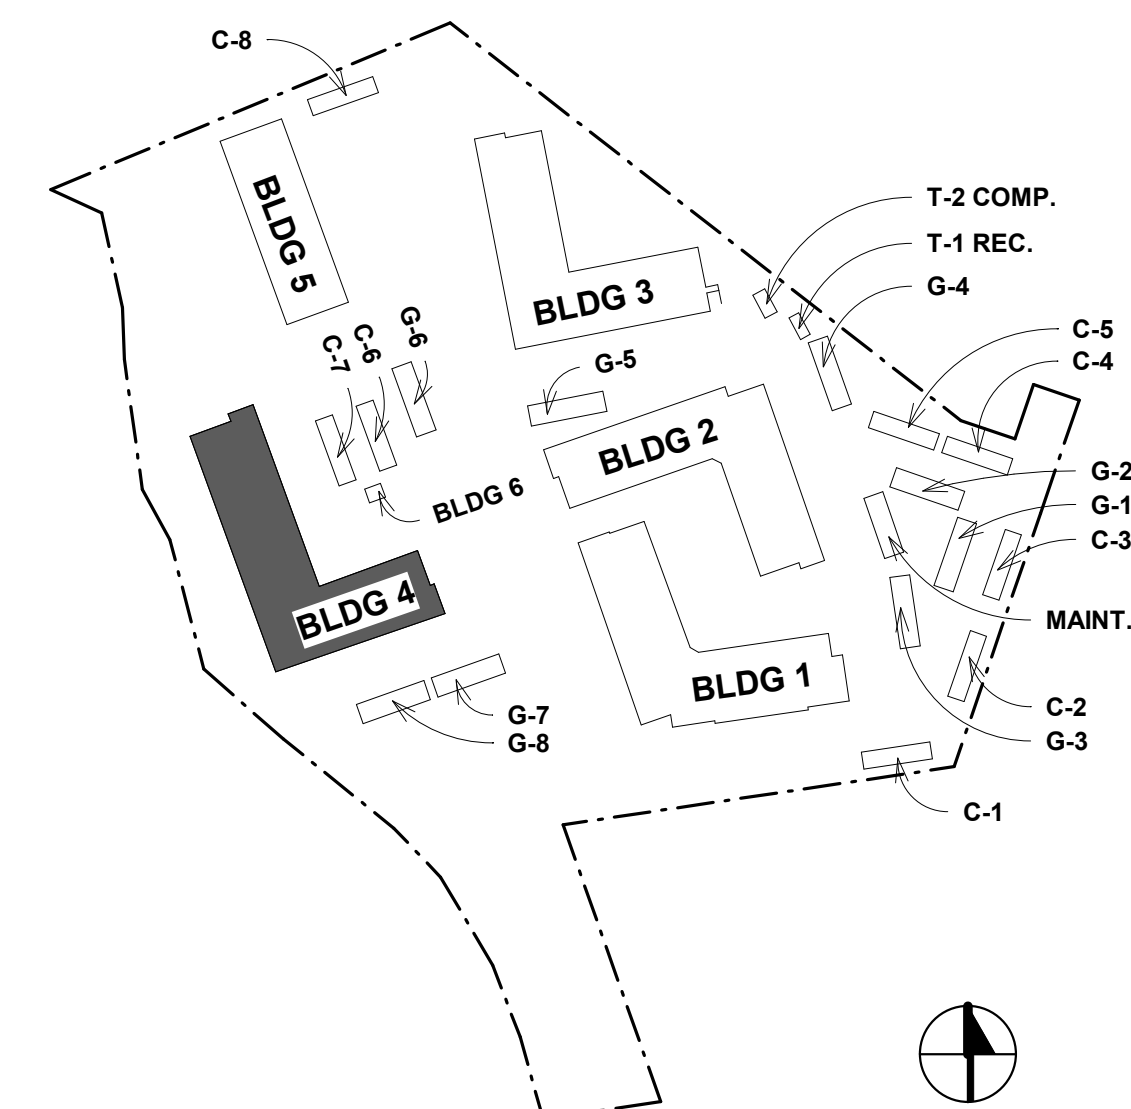 C-8
BLDG 5
T-2 COMP.
T-1 REC.
G-4
BLDG 3
C-7
C-6
G-6
C-5
C-4
G-5
BLDG 2
G-2
BLDG 6
G-1
C-3
BLDG 4
MAINT.
BLDG 1
G-7
C-2
G-8
G-3
C-1